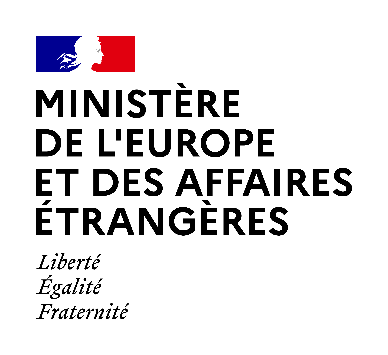 MINISTÈRE
DE L'EUROPE
ET DES AFFAIRES
ÉTRANGÈRES
Liberté
Égalité
Fraternité